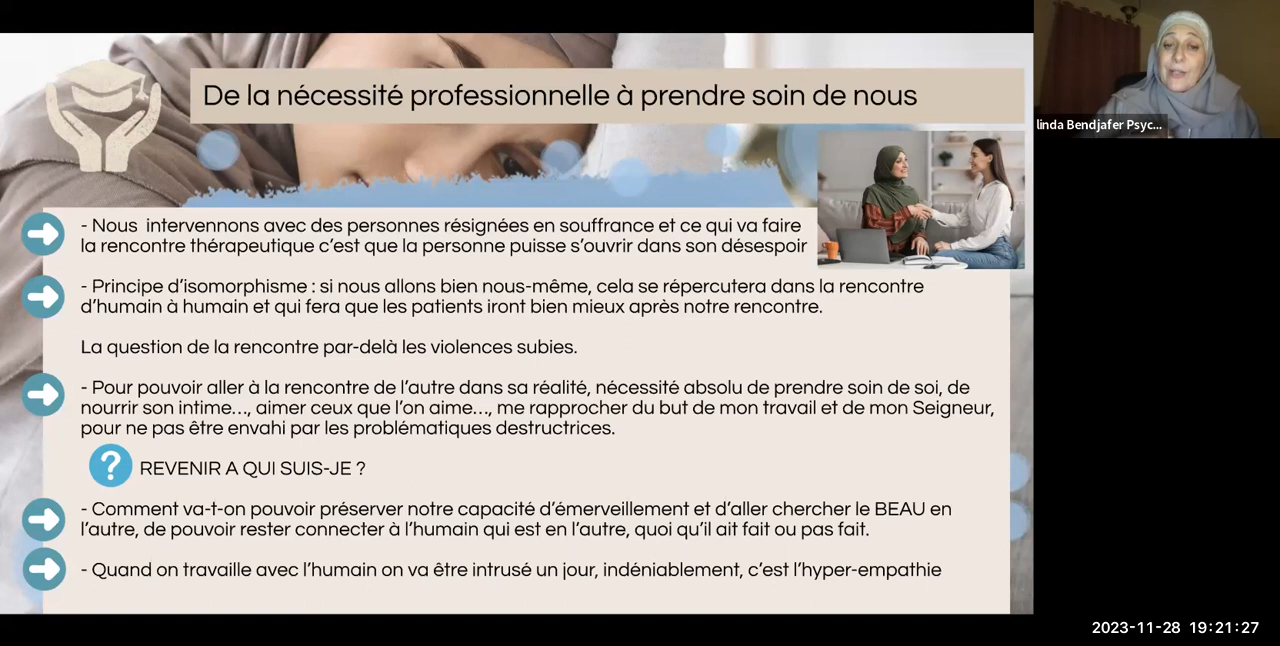 De la nécessité professionnelle à prendre soin de nous
linda Bendjafer Psyc...
- Nous intervennons avec des personnes résignées en souffrance et ce qui va faire
la rencontre thérapeutique c’est que la personne puisse s’ouvrir dans son désespoir
- Principe d’isomorphisme : si nous allons bien nous-même, cela se répercutera dans la rencontre
d’humain à humain et qui fera que les patients iront bien mieux après notre rencontre.
La question de la rencontre par-delà les violences subies.
- Pour pouvoir aller à la rencontre de l’autre dans sa réalité, nécessité absolu de prendre soin de soi, de
nourrir son intime..., aimer ceux que l’on aime..., me rapprocher du but de mon travail et de mon Seigneur,
pour ne pas être envahi par les problématiques destructrices.
? REVENIR A QUI SUIS-JE ?
- Comment va-t-on pouvoir préserver notre capacité d’émerveillement et d’aller chercher le BEAU en
l’autre, de pouvoir rester connecter à l’humain qui est en l’autre, quoi qu’il ait fait ou pas fait.
- Quand on travaille avec l’humain on va être intrusé un jour, indéniablement, c’est l’hyper-empathie
2023-11-28 19:21:27